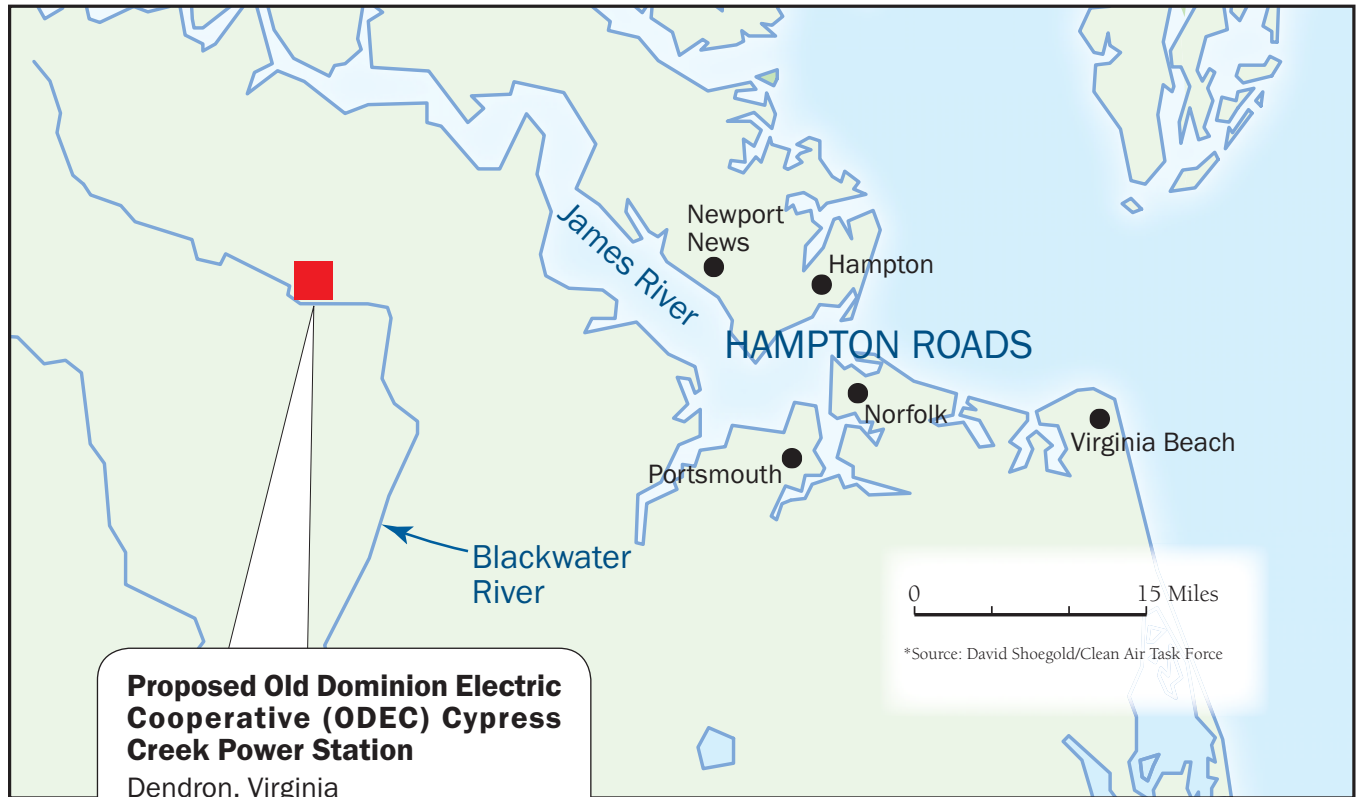 Newport
News
Hampton
James River
HAMPTON ROADS
Norfolk
Virginia Beach
Portsmouth
Blackwater
River
0 15 Miles
*Source: David Shoegold/Clean Air Task Force
Proposed Old Dominion Electric
Cooperative (ODEC) Cypress
Creek Power Station
Dendron, Virginia